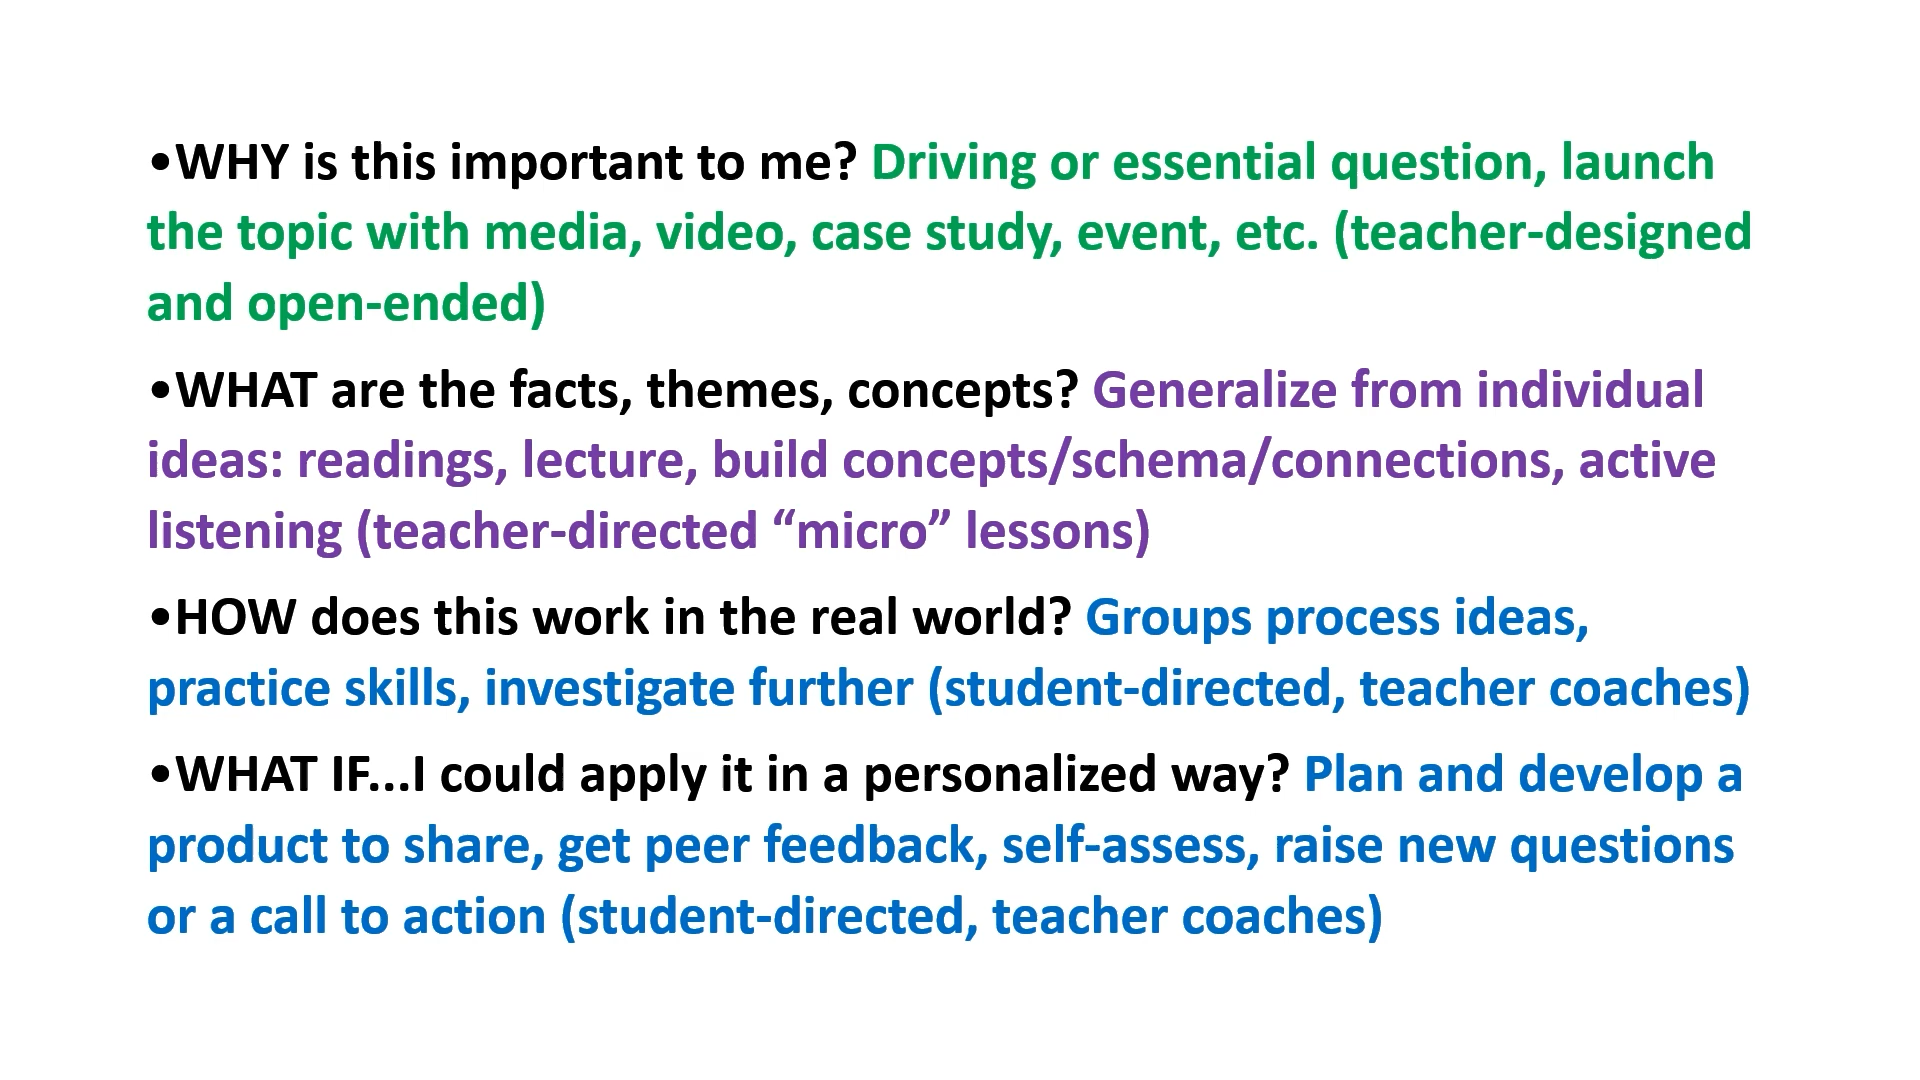 •WHY is this important to me? Driving or essential question, launch
the topic with media, video, case study, event, etc. (teacher-designed
and open-ended)
•WHAT are the facts, themes, concepts? Generalize from individual
ideas: readings, lecture, build concepts/schema/connections, active
listening (teacher-directed “micro” lessons)
•HOW does this work in the real world? Groups process ideas,
practice skills, investigate further (student-directed, teacher coaches)
•WHAT IF...I could apply it in a personalized way? Plan and develop a
product to share, get peer feedback, self-assess, raise new questions
or a call to action (student-directed, teacher coaches)